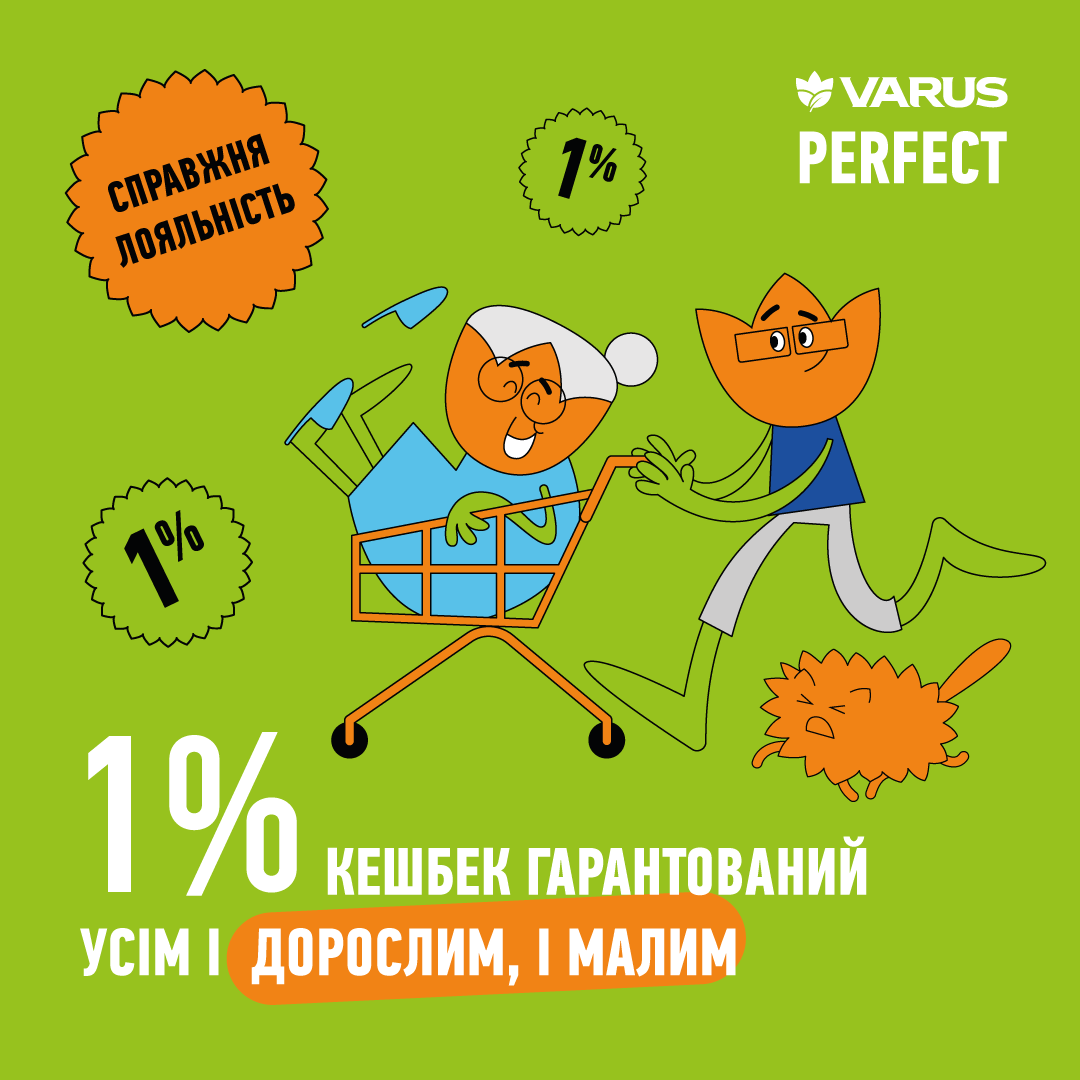 СПРАВЖНЯ
ЛОЯЛЬНІСТЬ
1%
VARUS
PERFECT
1%
1% КЕШБЕК ГАРАНТОВАНИЙ
УСІМ І ДОРОСЛИМ, І МАЛИМ